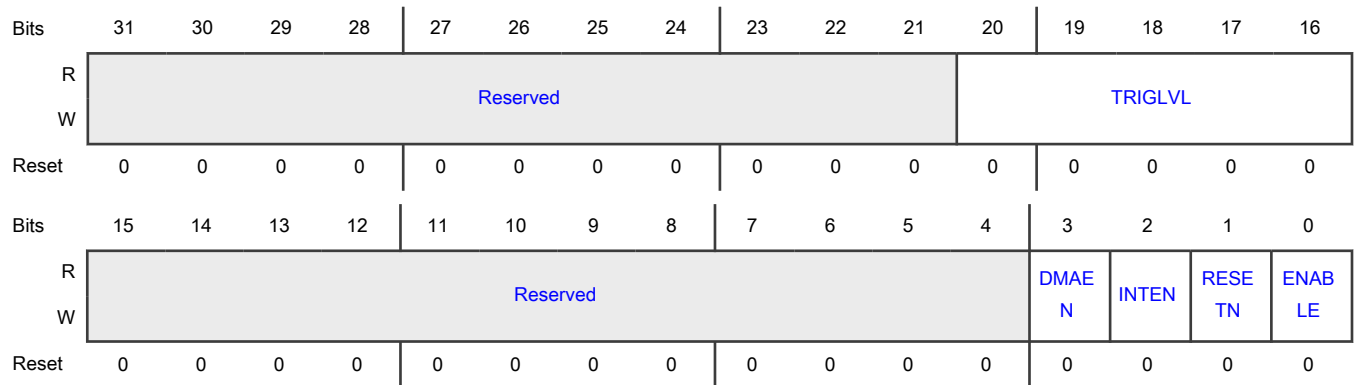 Bits 31 30 29 28 27 26 25 24 23 22 21 20 19 18 17 16
R
Reserved TRIGLVL
W
Reset 0 0 0 0 0 0 0 0 0 0 0 0 0 0 0 0
Bits 15 14 13 12 11 10 9 8 7 6 5 4 3 2 1 0
R
Reserved DMAE
N INTEN RESE
TN ENAB
LE
W
Reset 0 0 0 0 0 0 0 0 0 0 0 0 0 0 0 0